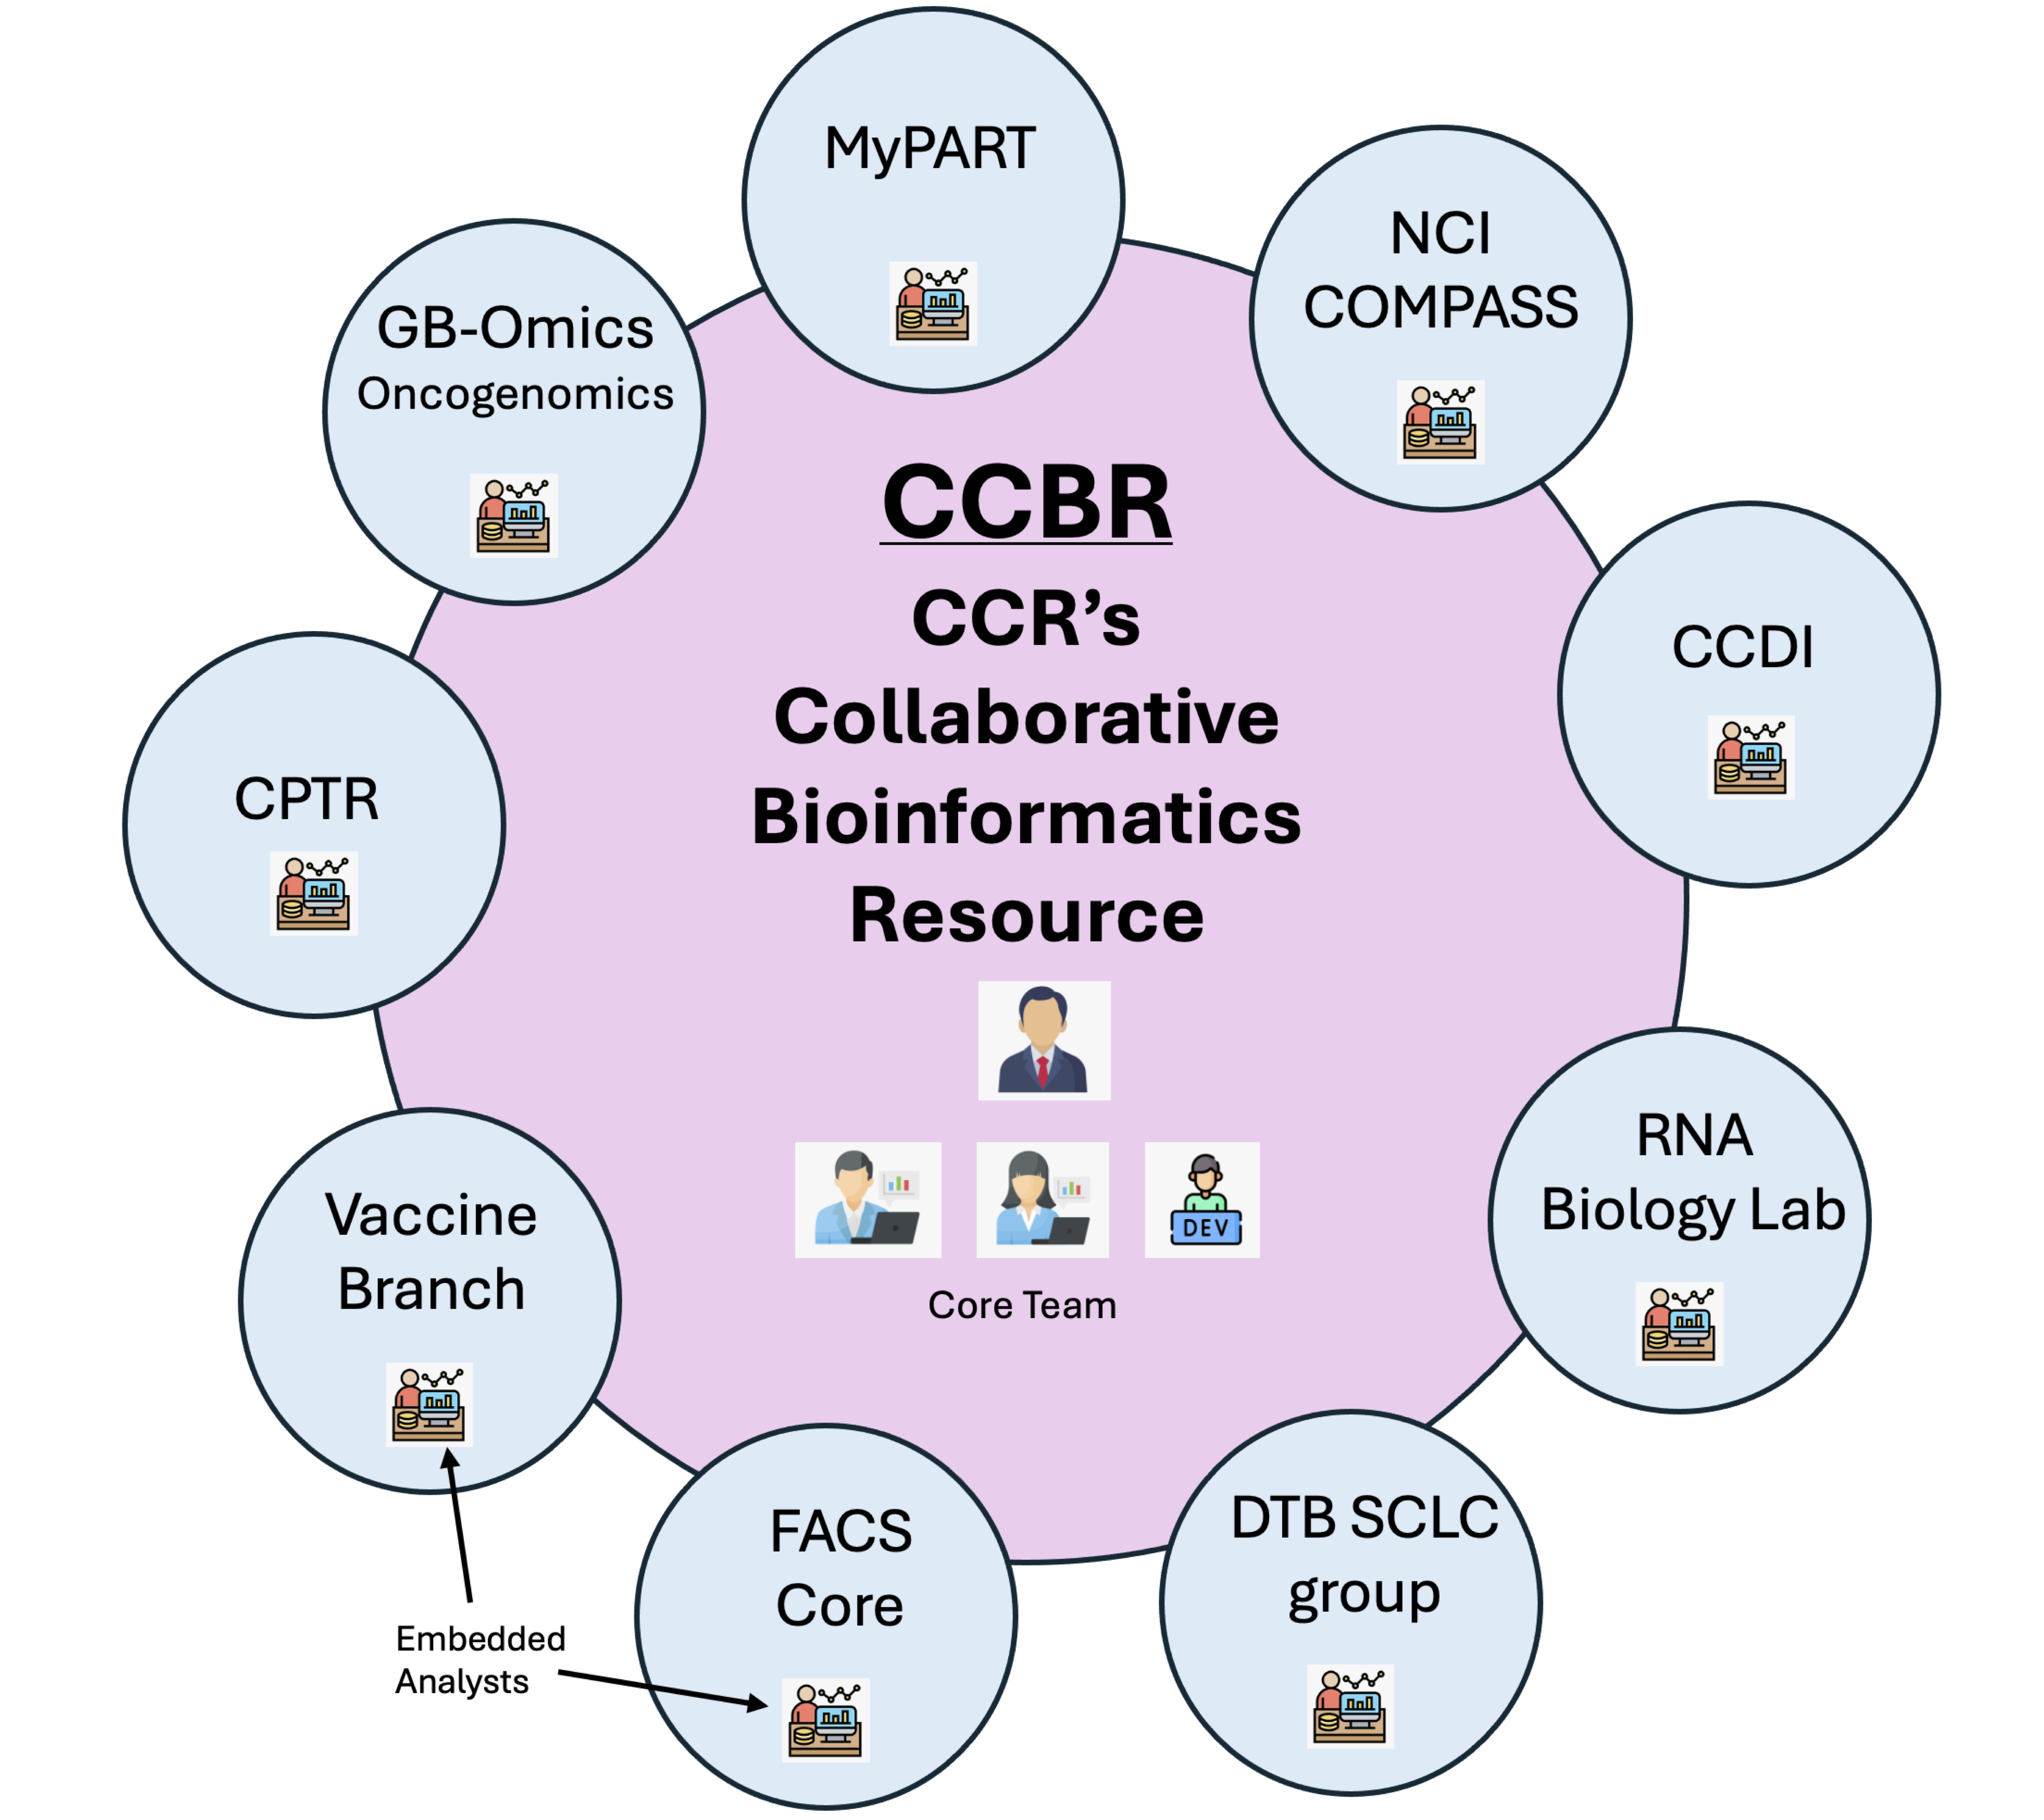 MyPART
NCI
COMPASS
GB-Omics
Oncogenomics
CCBR
CCR’s
Collaborative
Bioinformatics
Resource
CCDI
CPTR
RNA
Biology Lab
DEV
Core Team
Vaccine
Branch
DTB SCLC
group
FACS
Core
Embedded
Analysts